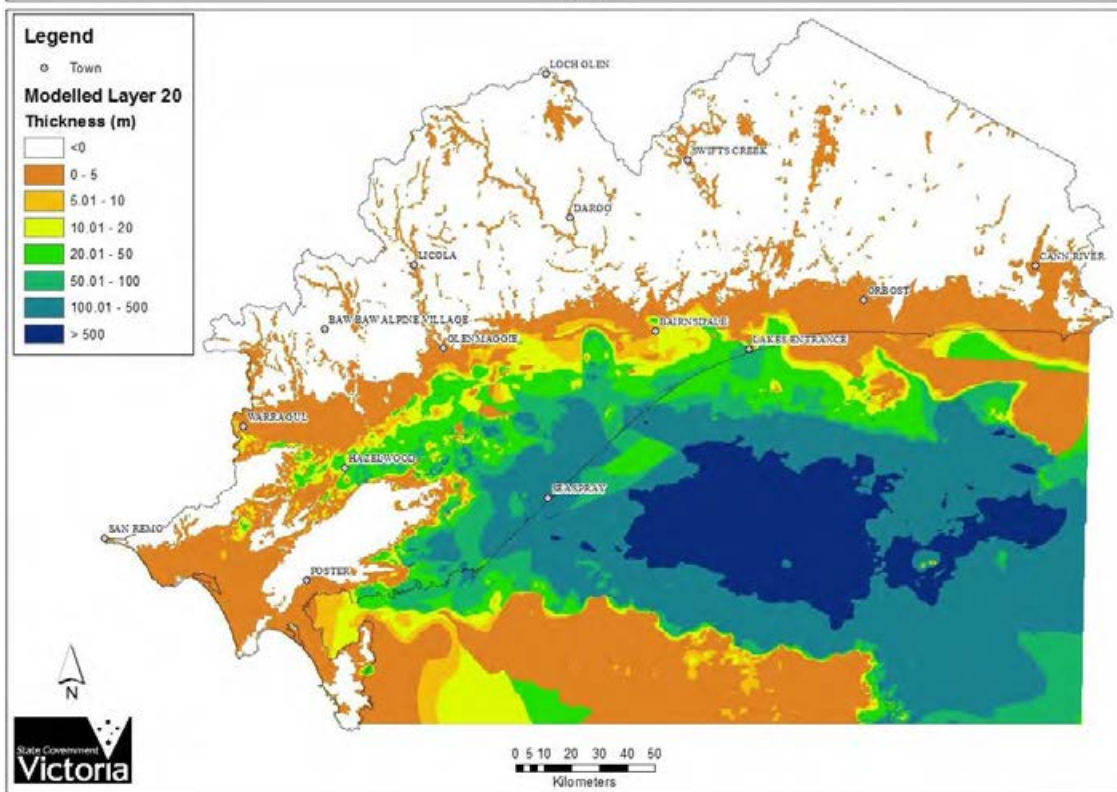 Legend
Town
Modelled Layer 20
Thickness (m)
<0
0 - 5
5.01 - 10
10.01 - 20
20.01 - 50
50.01 - 100
100.01 - 500
> 500
LOCH OLEN
SWIFTS CREEK
DARGO
LICOLA
CANN RIVER
ORBOST
BAW BAW ALPINE VILLAGE
BAIRNSDALE
GLENMAGGIE
LAKES ENTRANCE
WARRAGUL
HAZELWOOD
SEASPRAY
SAN REMO
FOSTER
N
State Government
Victoria
0 5 10 20 30 40 50
Kilometers